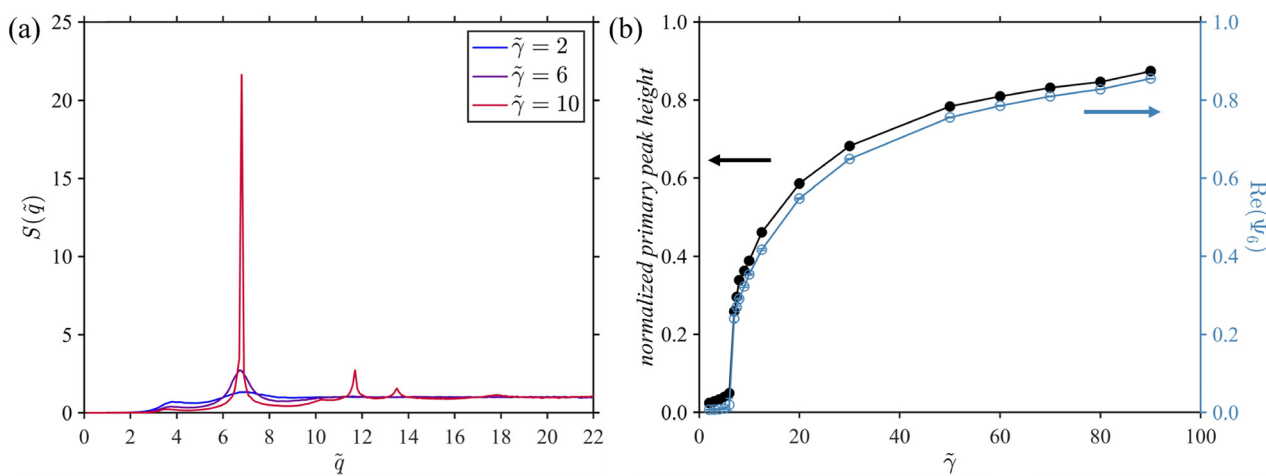 (a)
25
20
15
10
5
0
S(q̃)
0 2 4 6 8 10 12 14 16 18 20 22
q̃
γ̃ = 2
γ̃ = 6
γ̃ = 10
(b)
1.0
0.8
0.6
0.4
0.2
0.0
normalized primary peak height
0 20 40 60 80 100
γ̃
1.0
0.8
0.6
0.4
0.2
0.0
Re(Ψ₆)